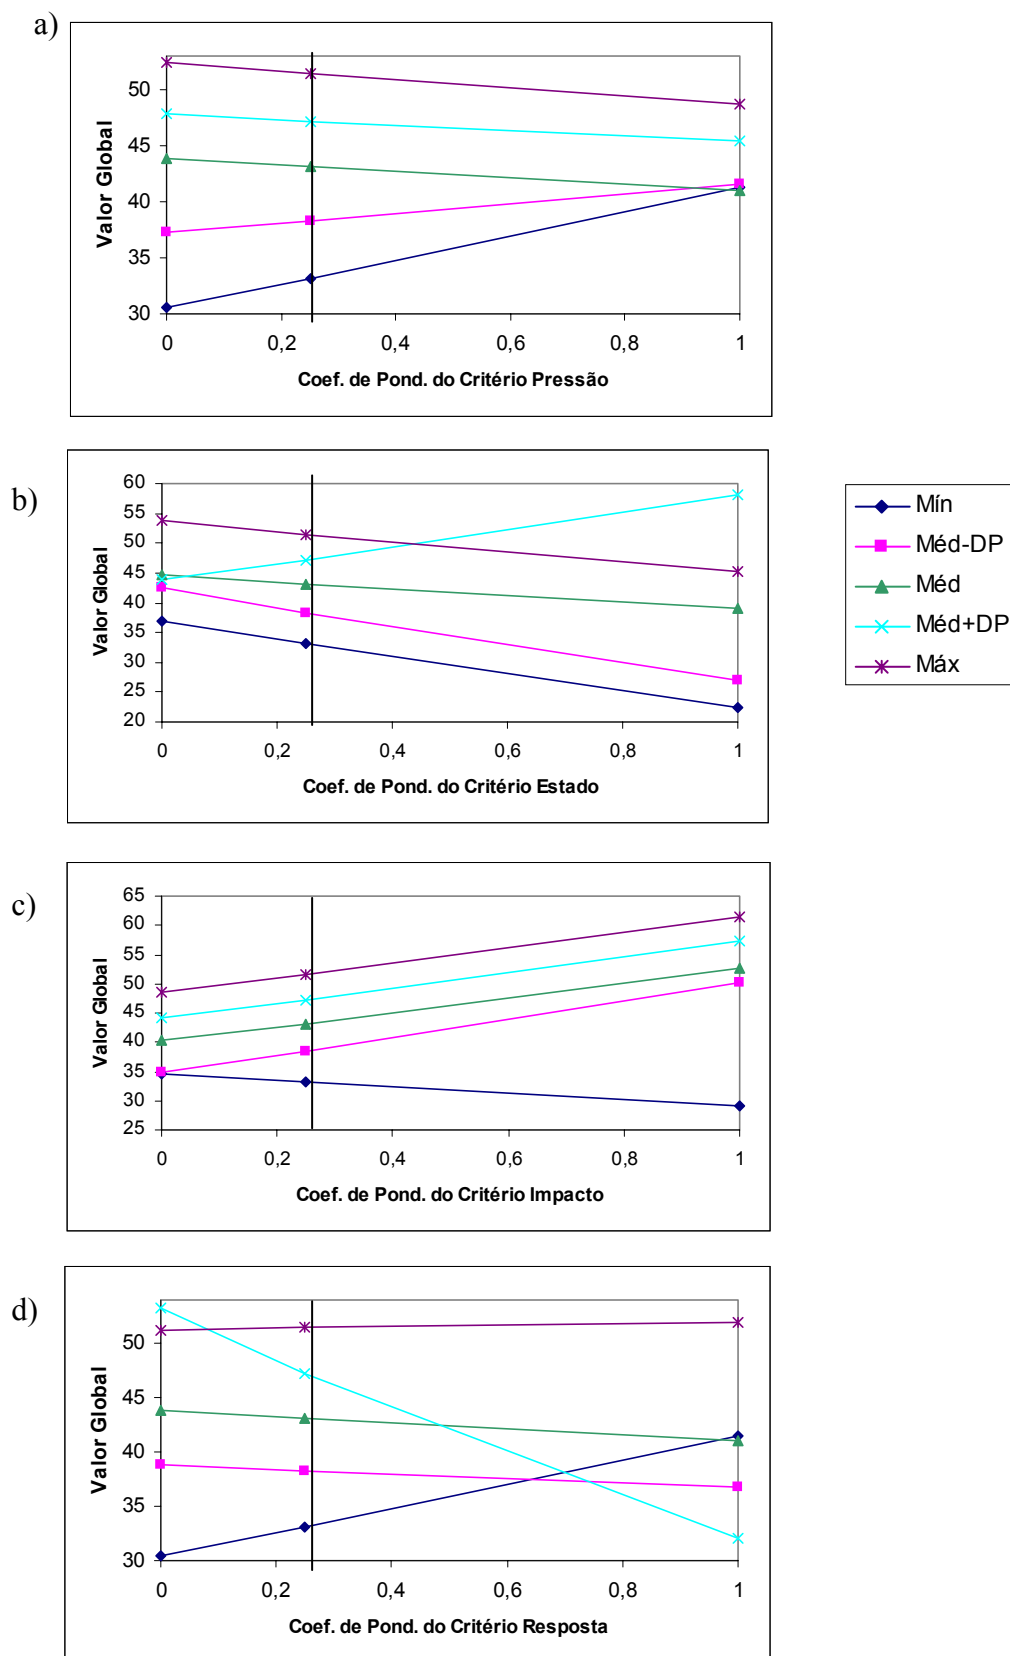 a)
Valor Global
50
45
40
35
30
0 0,2 0,4 0,6 0,8 1
Coef. de Pond. do Critério Pressão
b)
Valor Global
60
55
50
45
40
35
30
25
20
0 0,2 0,4 0,6 0,8 1
Coef. de Pond. do Critério Estado
Mín
Méd-DP
Méd
Méd+DP
Máx
c)
Valor Global
65
60
55
50
45
40
35
30
25
0 0,2 0,4 0,6 0,8 1
Coef. de Pond. do Critério Impacto
d)
Valor Global
50
45
40
35
30
0 0,2 0,4 0,6 0,8 1
Coef. de Pond. do Critério Resposta